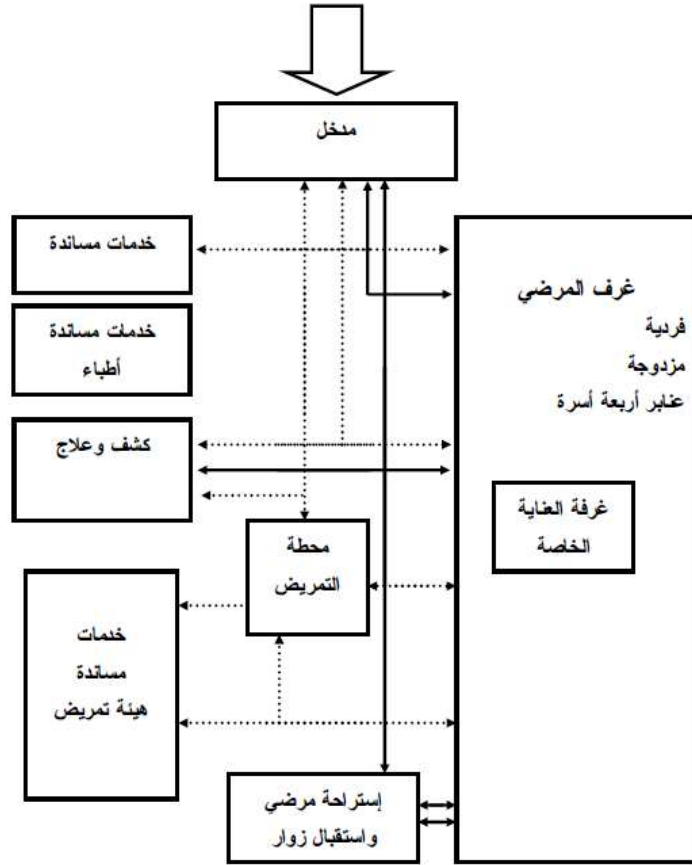 مدخل
خدمات مساندة
خدمات مساندة
أطباء
كشف وعلاج
غرف المرضي
فردية
مزدوجة
عنابر أربعة أسرة
غرفة العناية
الخاصة
محطة
التمريض
خدمات
مساندة
هيئة تمريض
إستراحة مرضي
واستقبال زوار